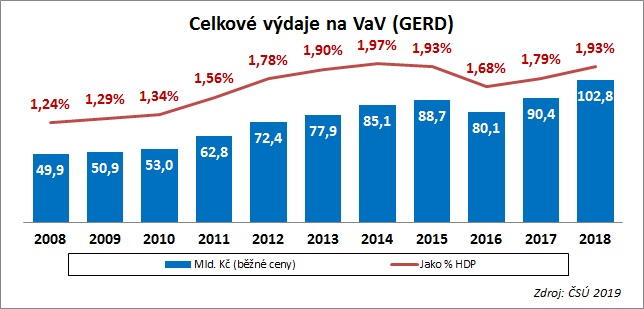 Celkové výdaje na VaV (GERD)
1,24% 1,29% 1,34% 1,56% 1,78% 1,90% 1,97% 1,93% 1,68% 1,79% 1,93%
49,9 50,9 53,0 62,8 72,4 77,9 85,1 88,7 80,1 90,4 102,8
2008 2009 2010 2011 2012 2013 2014 2015 2016 2017 2018
Mld. Kč (běžné ceny) Jako % HDP
Zdroj: ČSÚ 2019